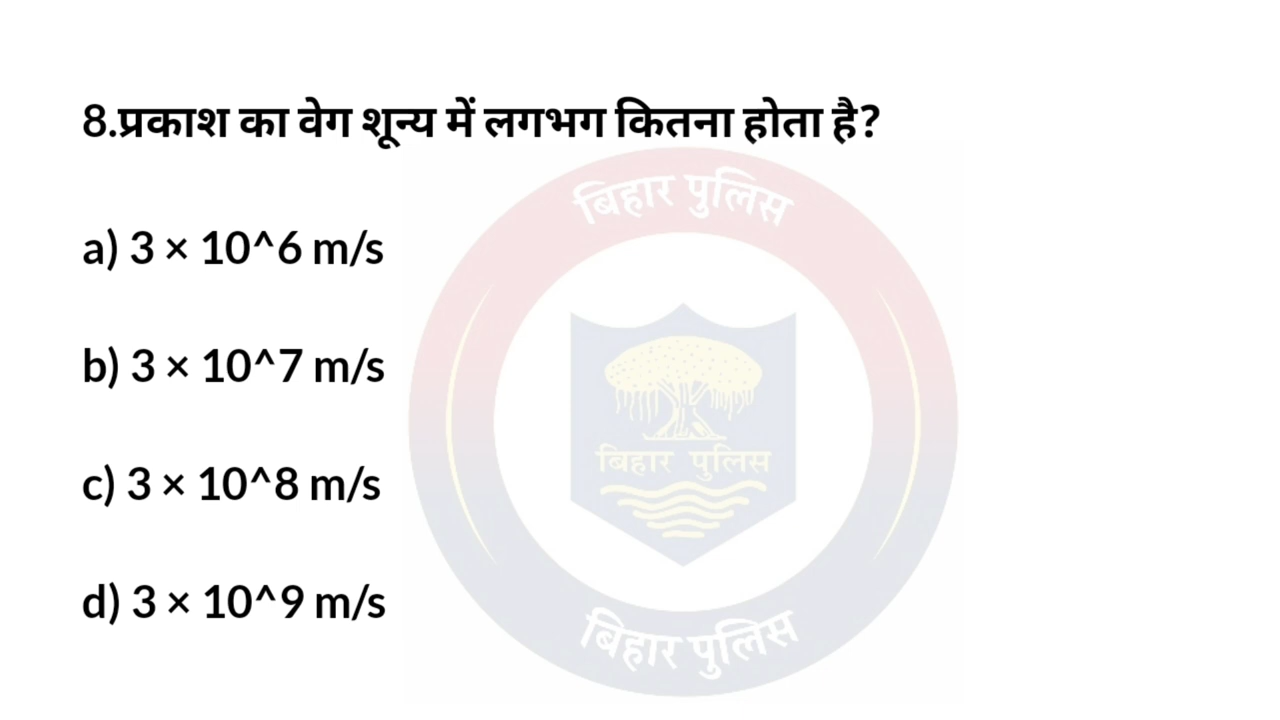 8.प्रकाश का वेग शून्य में लगभग कितना होता है?
बिहार पुलिस
a) 3 × 10^6 m/s
b) 3 × 10^7 m/s
बिहार पुलिस
c) 3 × 10^8 m/s
d) 3 × 10^9 m/s
बिहार पुलिस